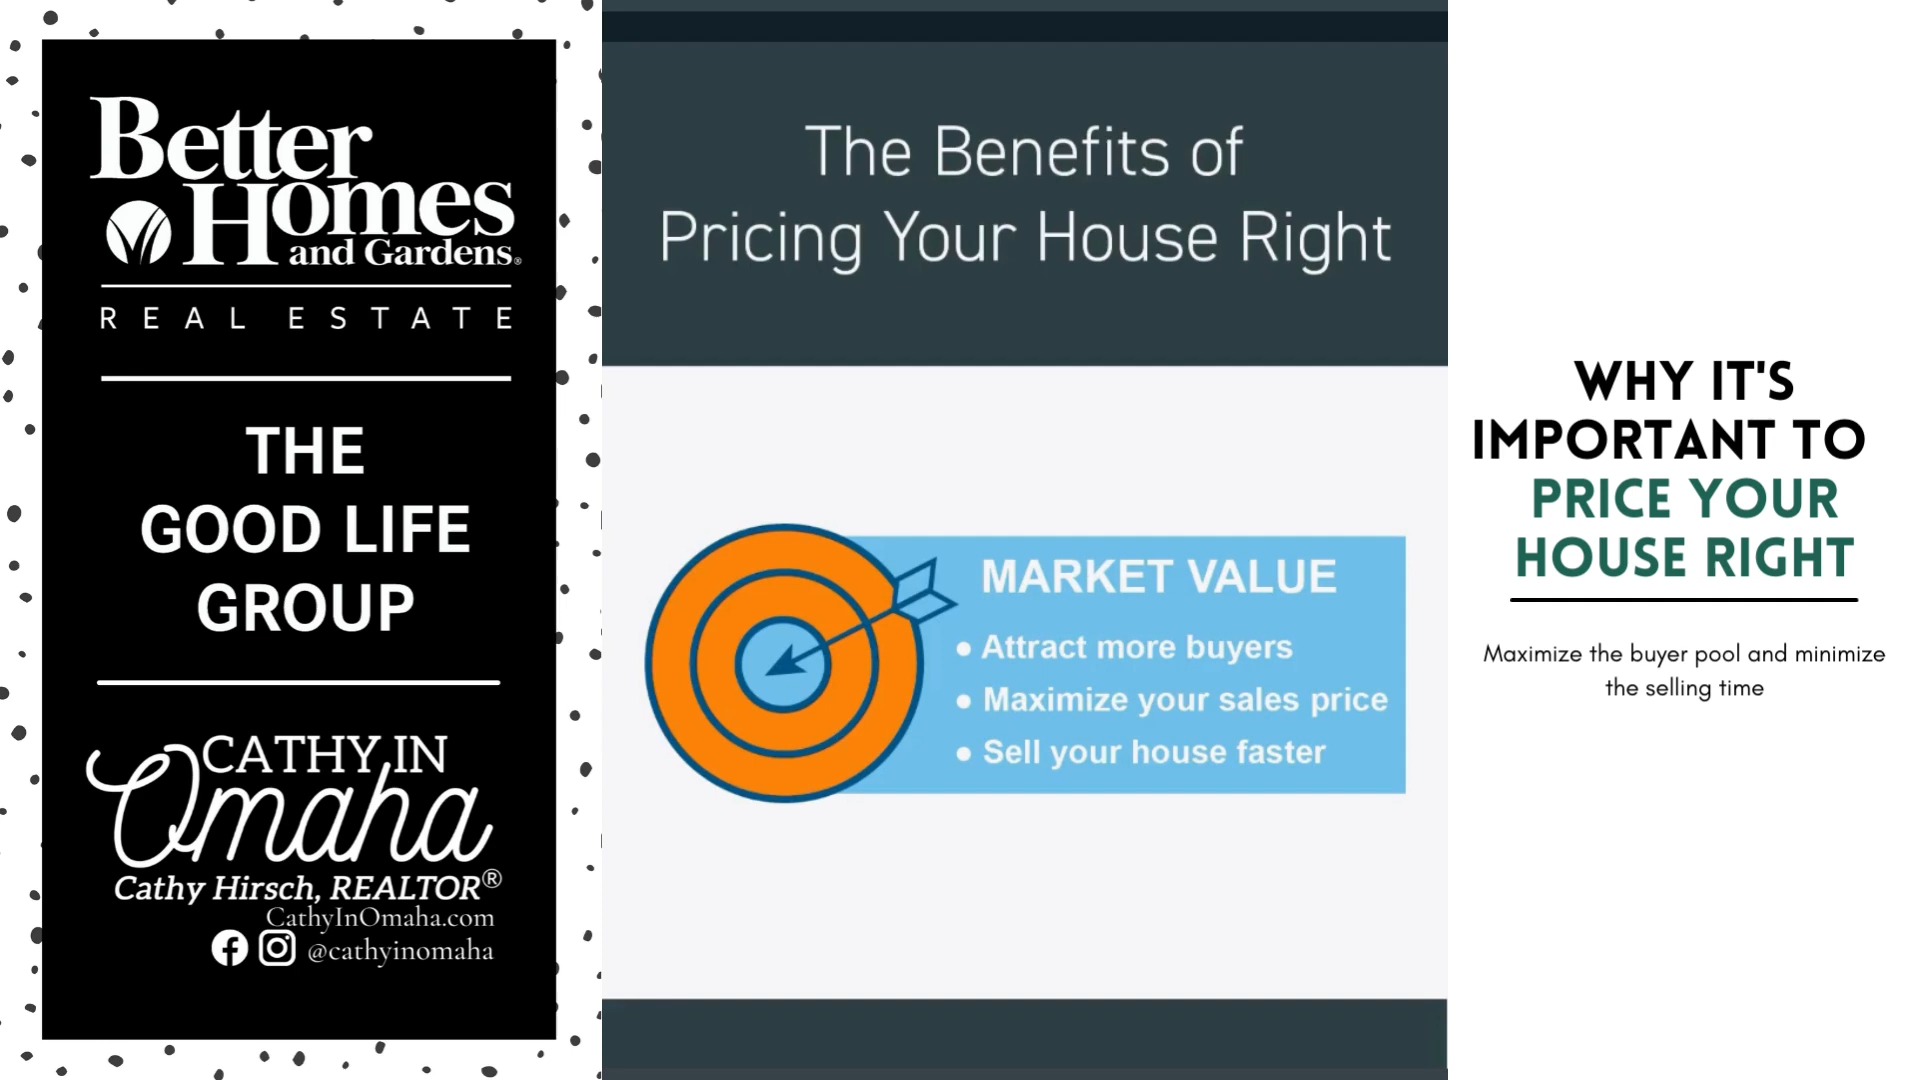 Better
Homes
and Gardens®
REAL ESTATE
THE
GOOD LIFE
GROUP
CATHY IN
Omaha
Cathy Hirsch, REALTOR®
CathyInOmaha.com
@cathyinomaha
The Benefits of
Pricing Your House Right
MARKET VALUE
• Attract more buyers
• Maximize your sales price
• Sell your house faster
WHY IT'S
IMPORTANT TO
PRICE YOUR
HOUSE RIGHT
Maximize the buyer pool and minimize
the selling time